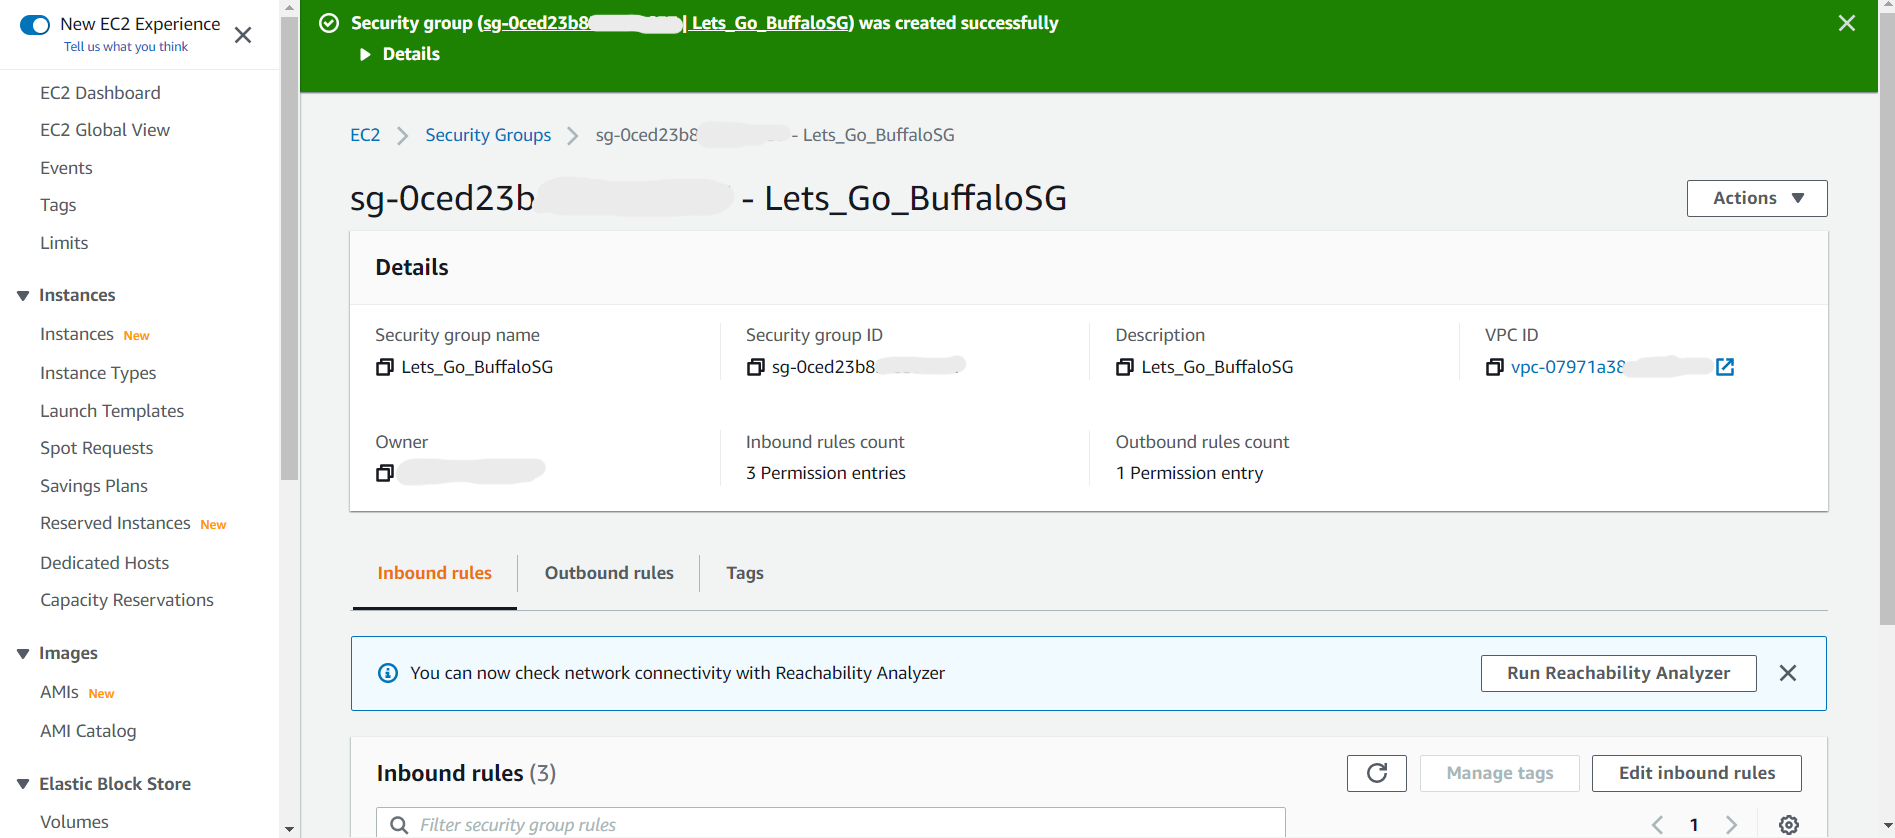 New EC2 Experience
Tell us what you think
EC2 Dashboard
EC2 Global View
Events
Tags
Limits
Instances
Instances New
Instance Types
Launch Templates
Spot Requests
Savings Plans
Reserved Instances New
Dedicated Hosts
Capacity Reservations
Images
AMIs New
AMI Catalog
Elastic Block Store
Volumes
Security group (sg-0ced23b8 | Lets_Go_BuffaloSG) was created successfully
Details
EC2 Security Groups sg-0ced23b8 - Lets_Go_BuffaloSG
sg-0ced23b - Lets_Go_BuffaloSG
Actions
Details
Security group name
Lets_Go_BuffaloSG
Security group ID
sg-0ced23b8
Description
Lets_Go_BuffaloSG
VPC ID
vpc-07971a38
Owner
Inbound rules count
3 Permission entries
Outbound rules count
1 Permission entry
Inbound rules Outbound rules Tags
You can now check network connectivity with Reachability Analyzer
Run Reachability Analyzer
Inbound rules (3)
Manage tags
Edit inbound rules
Filter security group rules
1